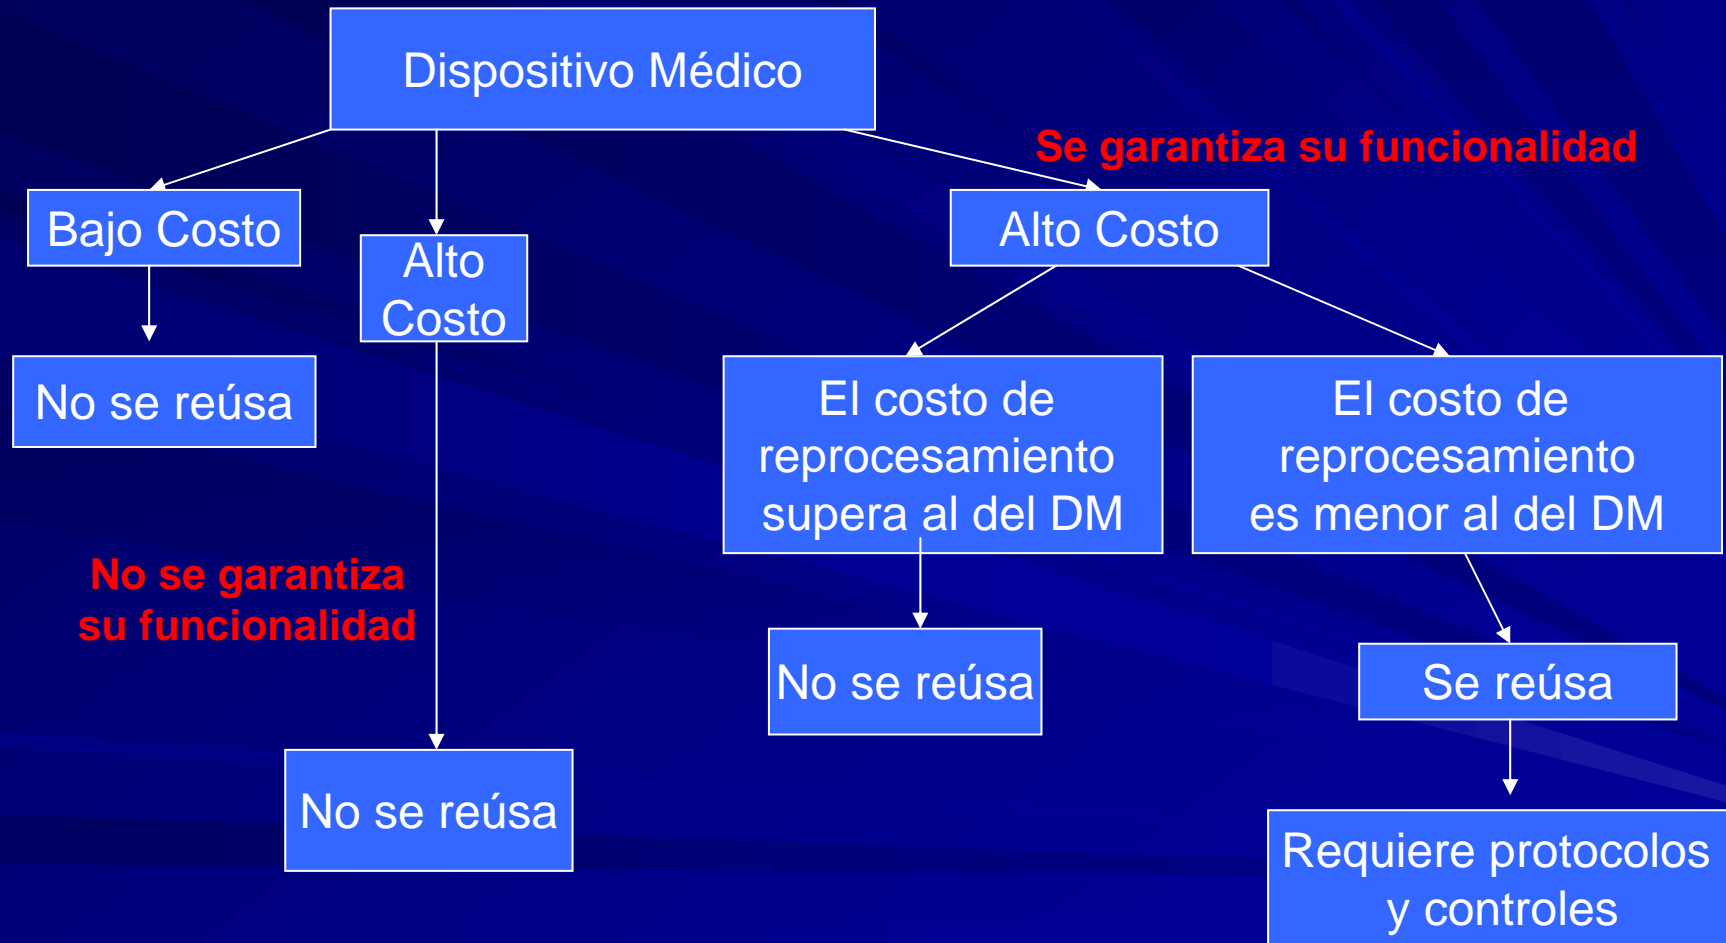 Dispositivo Médico
Se garantiza su funcionalidad
Bajo Costo
Alto
Costo
Alto Costo
No se reúsa
El costo de
reprocesamiento
supera al del DM
El costo de
reprocesamiento
es menor al del DM
No se garantiza
su funcionalidad
No se reúsa
Se reúsa
No se reúsa
Requiere protocolos
y controles